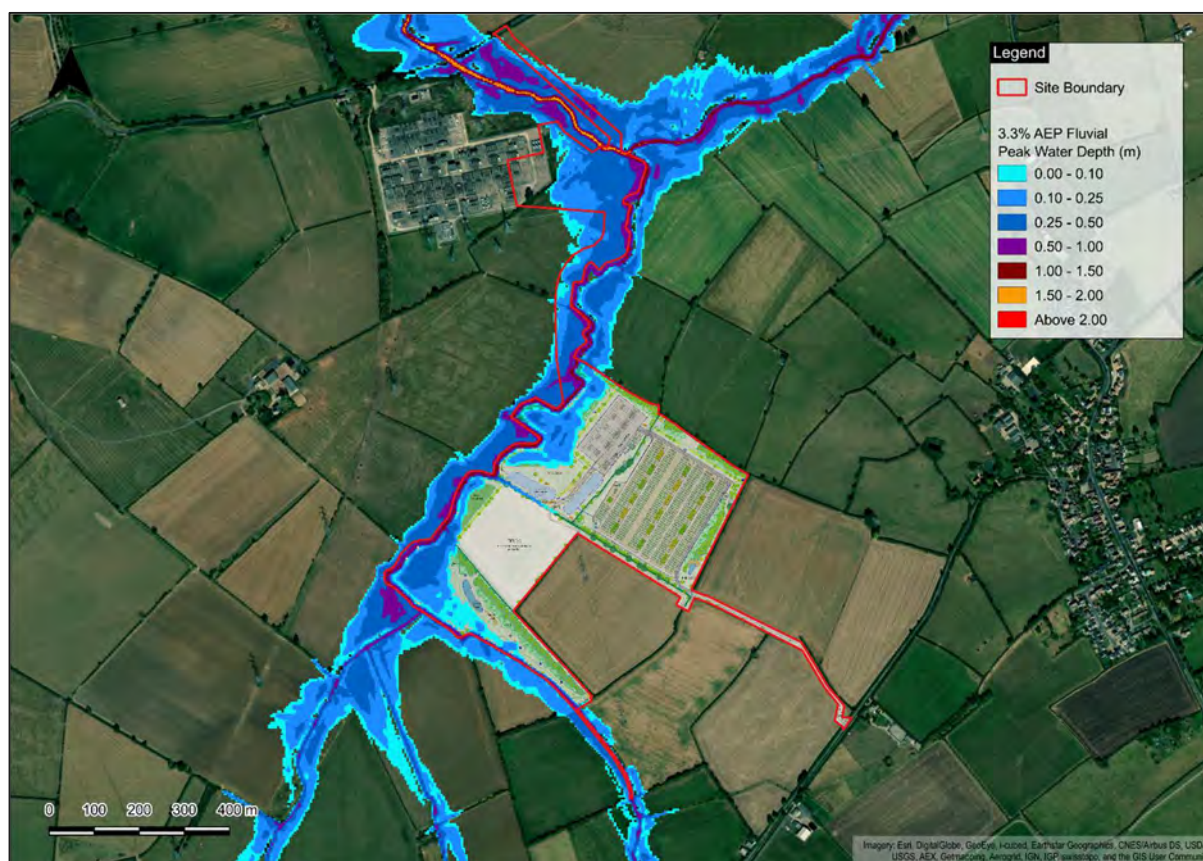 Legend
Site Boundary
3.3% AEP Fluvial
Peak Water Depth (m)
0.00 - 0.10
0.10 - 0.25
0.25 - 0.50
0.50 - 1.00
1.00 - 1.50
1.50 - 2.00
Above 2.00
0 100 200 300 400 m
Imagery: Esri, DigitalGlobe, GeoEye, i-cubed, Earthstar Geographics, CNES/Airbus DS, USD
USGS, AEX, Getmapping, Aerogrid, IGN, IGP, swisstopo, and the GIS User Com